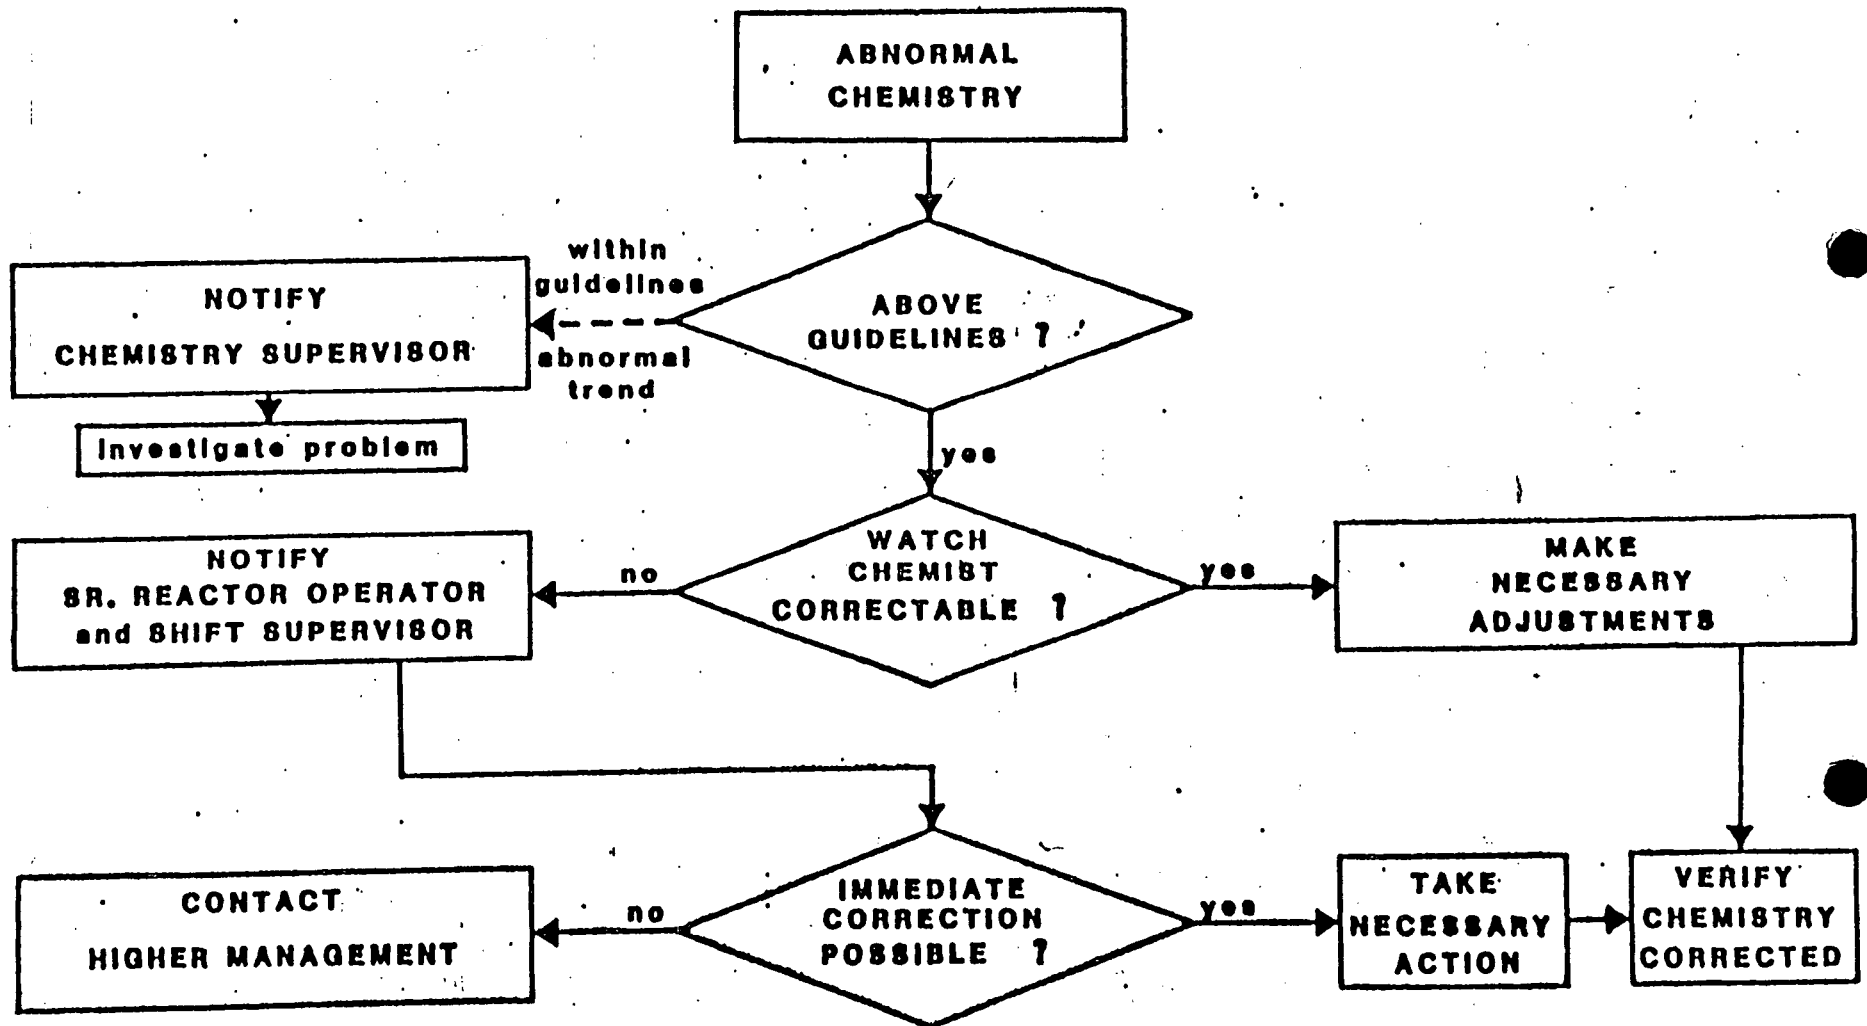 ABNORMAL
CHEMISTRY
within
guidelines
abnormal
trend
ABOVE
GUIDELINES ?
NOTIFY
CHEMISTRY SUPERVISOR
Investigate problem
yes
WATCH
CHEMIST
CORRECTABLE ?
no
yes
NOTIFY
SR. REACTOR OPERATOR
and SHIFT SUPERVISOR
MAKE
NECESSARY
ADJUSTMENTS
IMMEDIATE
CORRECTION
POSSIBLE ?
no
yes
CONTACT
HIGHER MANAGEMENT
TAKE
NECESSARY
ACTION
VERIFY
CHEMISTRY
CORRECTED